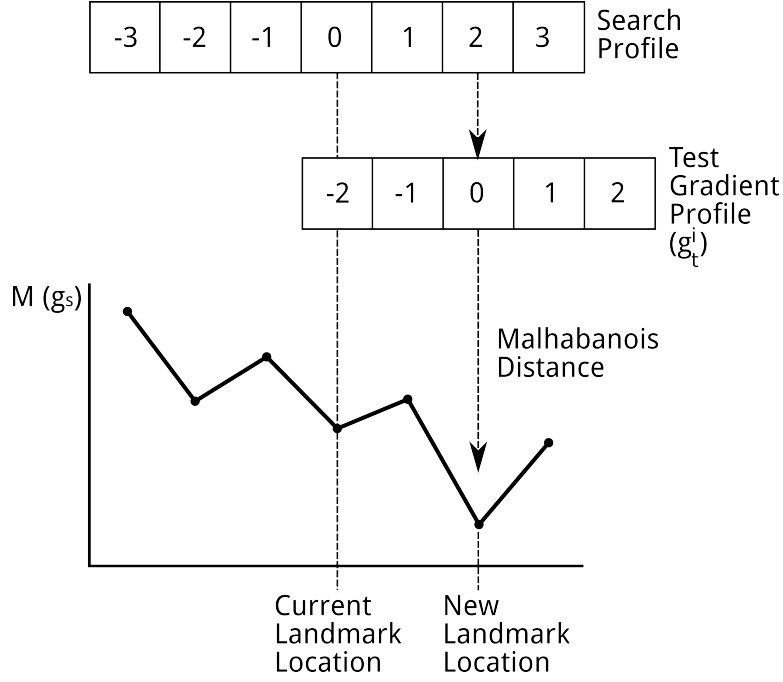 -3 -2 -1 0 1 2 3
Search
Profile
-2 -1 0 1 2
Test
Gradient
Profile
(gᵢₜ)
M (gs)
Malhabanois
Distance
Current
Landmark
Location
New
Landmark
Location